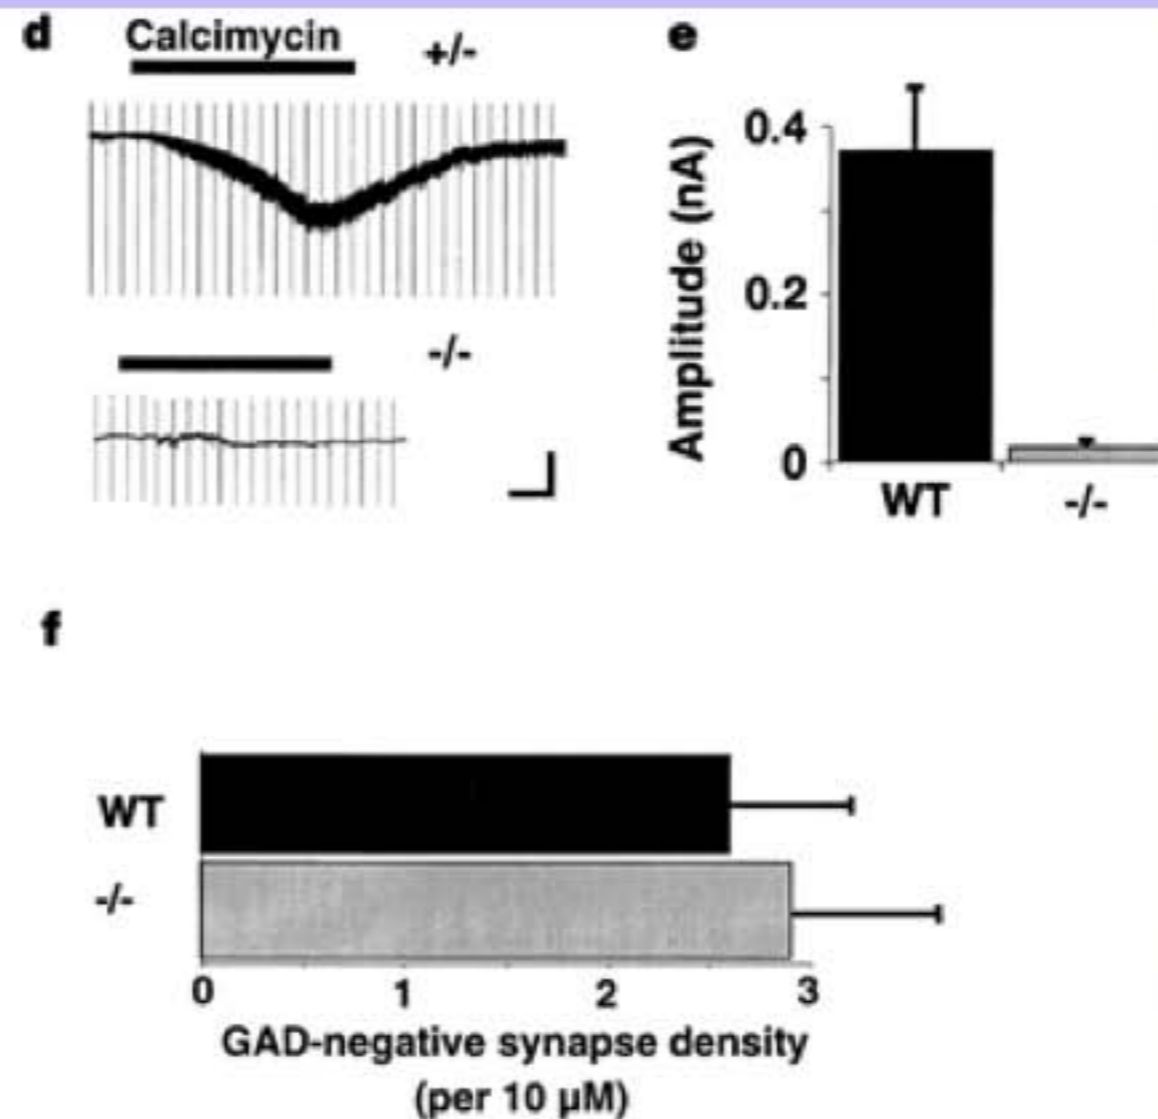 d
Calcimycin
+/-
-/-
e
Amplitude (nA)
0.4
0.2
0
WT
-/-
f
WT
-/-
0 1 2 3
GAD-negative synapse density
(per 10 μM)